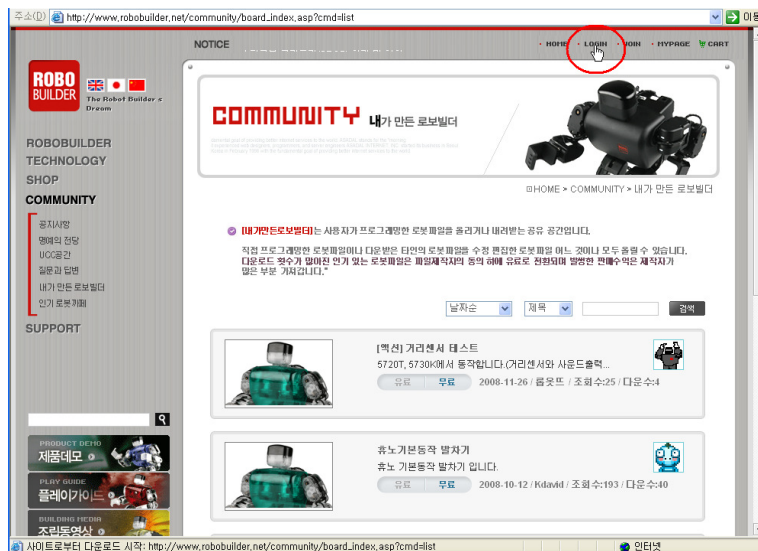 주소(D) http://www.robobuilder.net/community/board_index.asp?cmd=list 이동
NOTICE
HOME LOGIN JOIN MYPAGE CART
ROBO
BUILDER
The Robot Builder s
Dream
COMMUNITY 내가 만든 로보빌더
ROBOBUILDER
TECHNOLOGY
SHOP
COMMUNITY
공지사항
명예의 전당
UCC공간
질문과 답변
내가 만든 로보빌더
인기 로봇카페
SUPPORT
HOME > COMMUNITY > 내가 만든 로보빌더
[내가만든로보빌더]는 사용자가 프로그래밍한 로봇파일을 올리거나 내려받는 공유 공간입니다.
직접 프로그래밍한 로봇파일이나 다운받은 타인의 로봇파일을 수정 편집한 로봇파일 어느 것이나 모두 올릴 수 있습니다.
다운로드 횟수가 많아진 인기 있는 로봇파일은 파일제작자의 동의 하에 유료로 전환되며 발생한 판매수익은 제작자가
많은 부분 가져갑니다."
날짜순 제목 검색
[액션] 거리센서 테스트
5720T, 5730K에서 동작합니다.(거리센서와 사운드출력...
유료 무료 2008-11-26 / 롭옷뜨 / 조회수:25 / 다운수:4
휴노기본동작 발차기
휴노 기본동작 발차기 입니다.
유료 무료 2008-10-12 / Kdavid / 조회수:193 / 다운수:40
PRODUCT DEMO
제품데모
PLAY GUIDE
플레이가이드
BUILDING MEDIA
조립동영상
사이트로부터 다운로드 시작: http://www.robobuilder.net/community/board_index.asp?cmd=list 인터넷